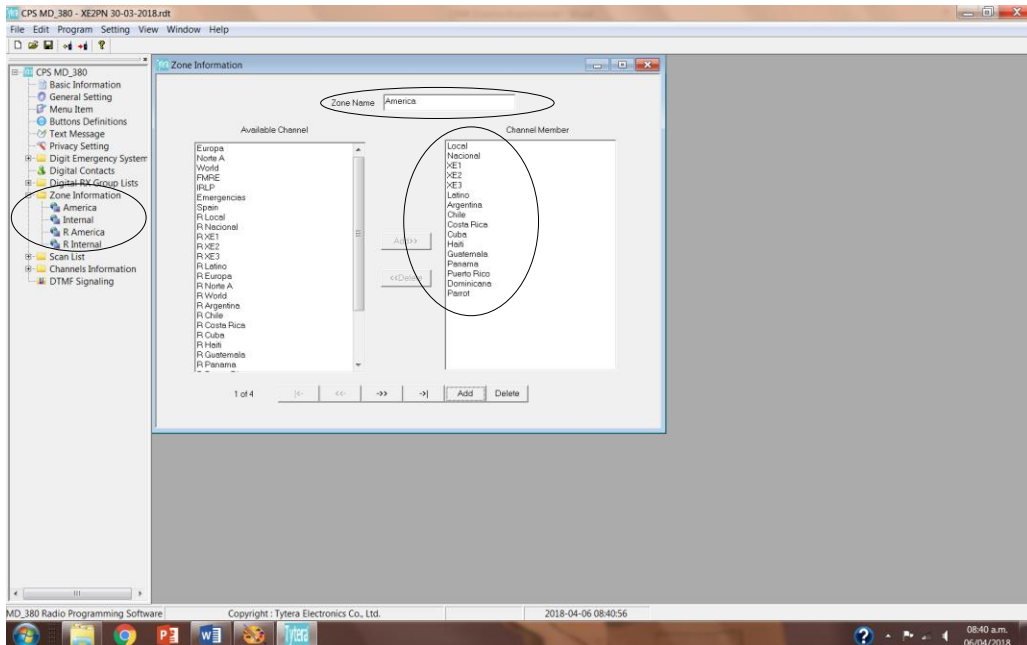 CPS MD_380 - XE2PN 30-03-2018.rdt
File Edit Program Setting View Window Help
CPS MD_380
Basic Information
General Setting
Menu Item
Buttons Definitions
Text Message
Privacy Setting
Digit Emergency System
Digital Contacts
Digital RX Group Lists
Zone Information
America
Internal
R America
R Internal
Scan List
Channels Information
DTMF Signaling
Zone Information
Zone Name America
Available Channel
Europa
Norte A
World
FMRE
IRLP
Emergencias
Spain
R Local
R Nacional
R XE1
R XE2
R XE3
R Latino
R Europa
R Norte A
R World
R Argentina
R Chile
R Costa Rica
R Cuba
R Haiti
R Guatemala
R Panama
Add>>
<<Delete
Channel Member
Local
Nacional
XE1
XE2
XE3
Latino
Argentina
Chile
Costa Rica
Cuba
Haiti
Guatemala
Panama
Puerto Rico
Dominicana
Parrot
1 of 4 |<- <<- ->> ->| Add Delete
MD_380 Radio Programming Software Copyright : Tytera Electronics Co., Ltd. 2018-04-06 08:40:56
Tytera
08:40 a.m.
06/04/2018